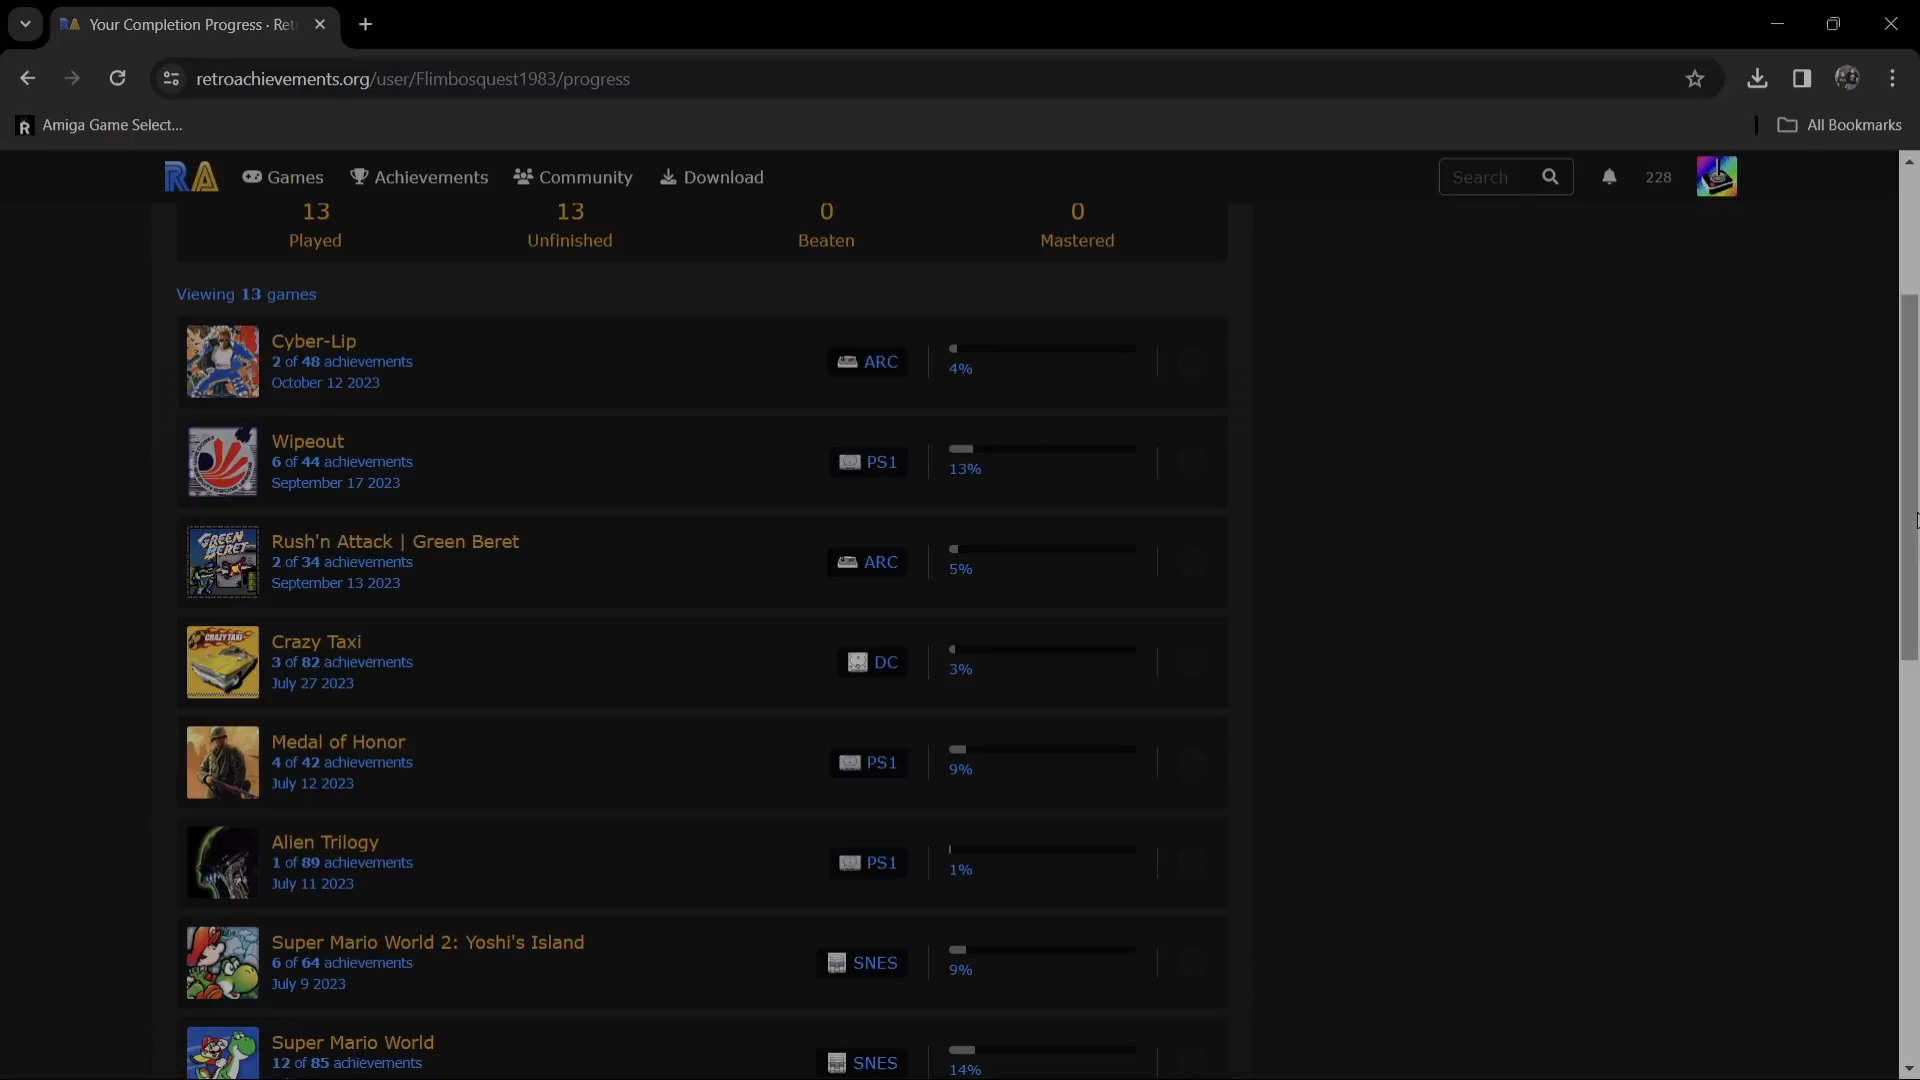 Your Completion Progress · Ret
retroachievements.org/user/Flimbosquest1983/progress
Amiga Game Select...
All Bookmarks
RA
Games
Achievements
Community
Download
Search
228
13
13
0
0
Played
Unfinished
Beaten
Mastered
Viewing 13 games
Cyber-Lip
2 of 48 achievements
October 12 2023
ARC
4%
Wipeout
6 of 44 achievements
September 17 2023
PS1
13%
GREEN
BERET
Rush'n Attack | Green Beret
2 of 34 achievements
September 13 2023
ARC
5%
CRAZY TAXI
Crazy Taxi
3 of 82 achievements
July 27 2023
DC
3%
Medal of Honor
4 of 42 achievements
July 12 2023
PS1
9%
Alien Trilogy
1 of 89 achievements
July 11 2023
PS1
1%
Super Mario World 2: Yoshi's Island
6 of 64 achievements
July 9 2023
SNES
9%
Super Mario World
12 of 85 achievements
SNES
14%